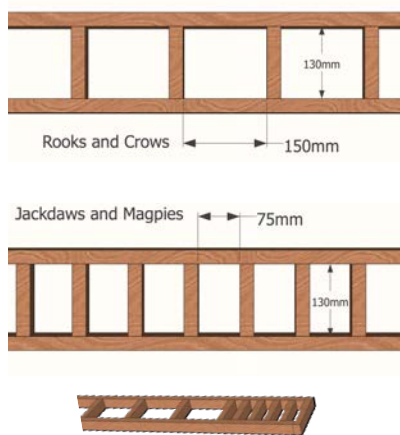 130mm
Rooks and Crows
150mm
Jackdaws and Magpies
75mm
130mm